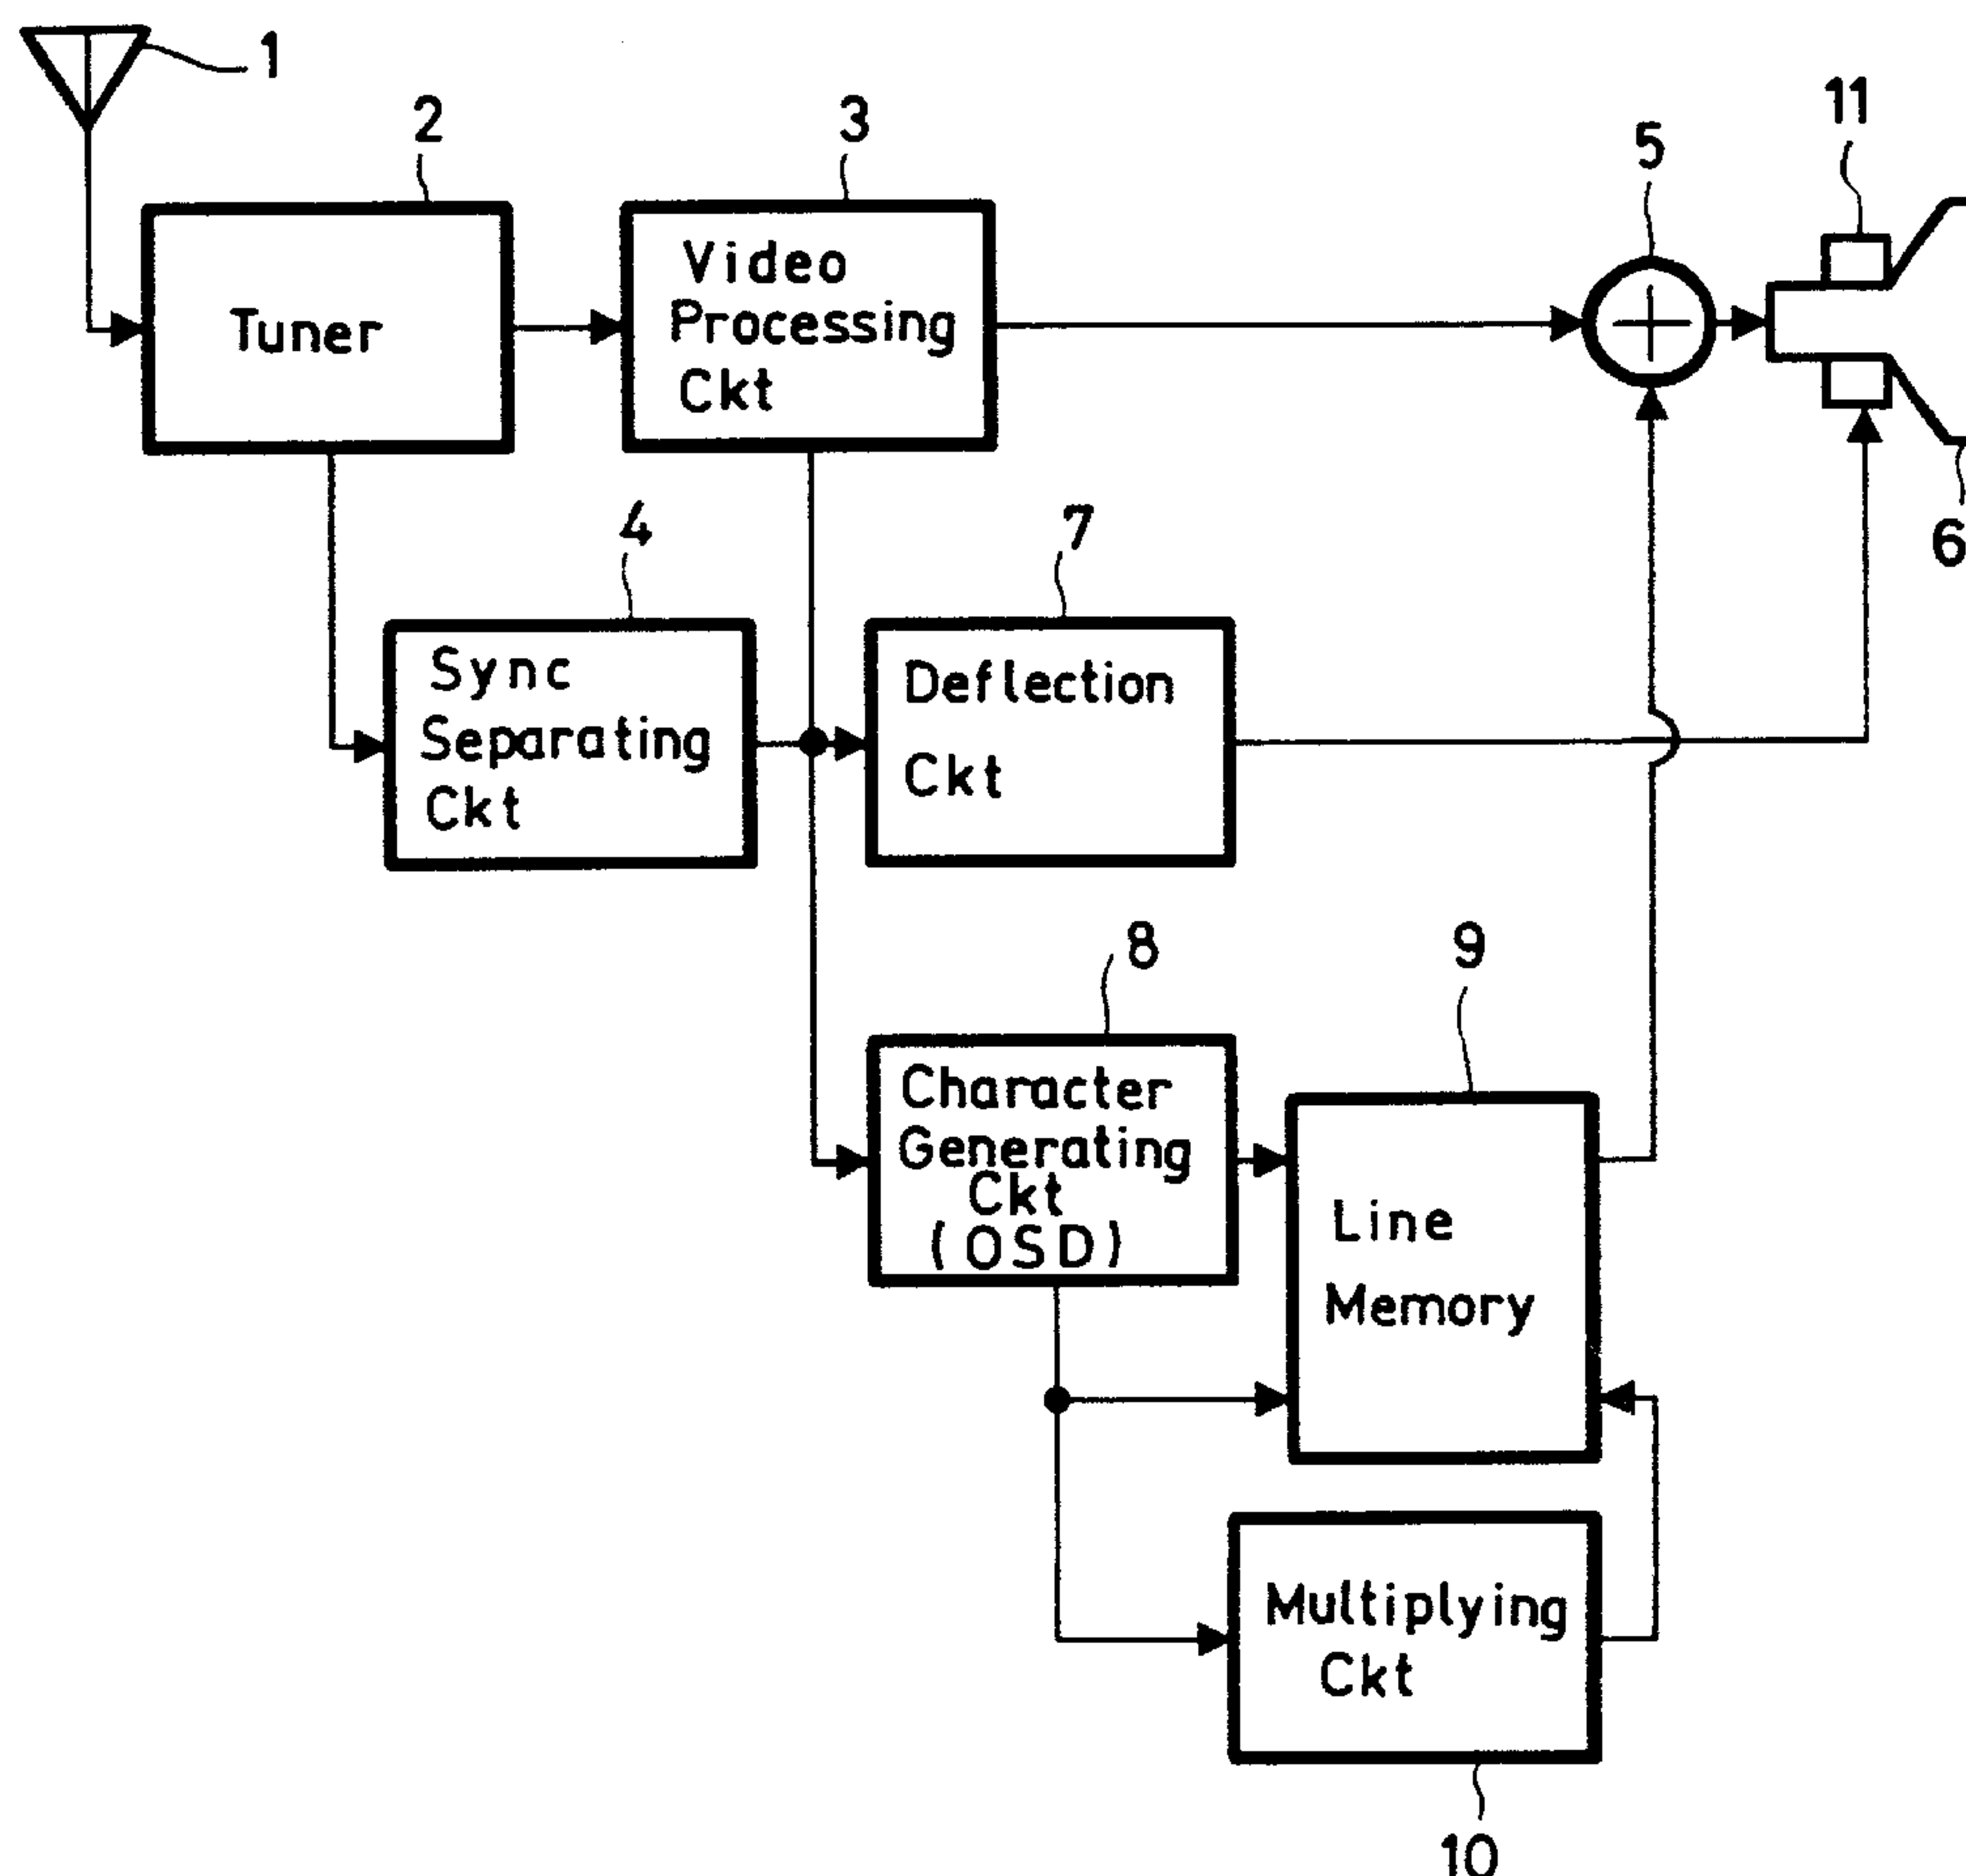 1
2
3
5
11
Tuner
Video
Processing
Ckt
6
4
7
Sync
Separating
Ckt
Deflection
Ckt
8
9
Character
Generating
Ckt
(OSD)
Line
Memory
Multiplying
Ckt
10